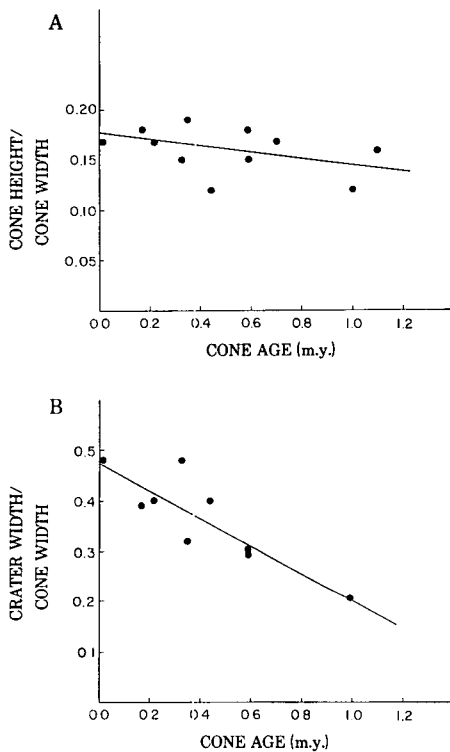 A
CONE HEIGHT/
CONE WIDTH
0.20
0.15
0.10
0.05
0.0 0.2 0.4 0.6 0.8 1.0 1.2
CONE AGE (m.y.)
B
CRATER WIDTH/
CONE WIDTH
0.5
0.4
0.3
0.2
0.1
0.0 0.2 0.4 0.6 0.8 1.0 1.2
CONE AGE (m.y.)